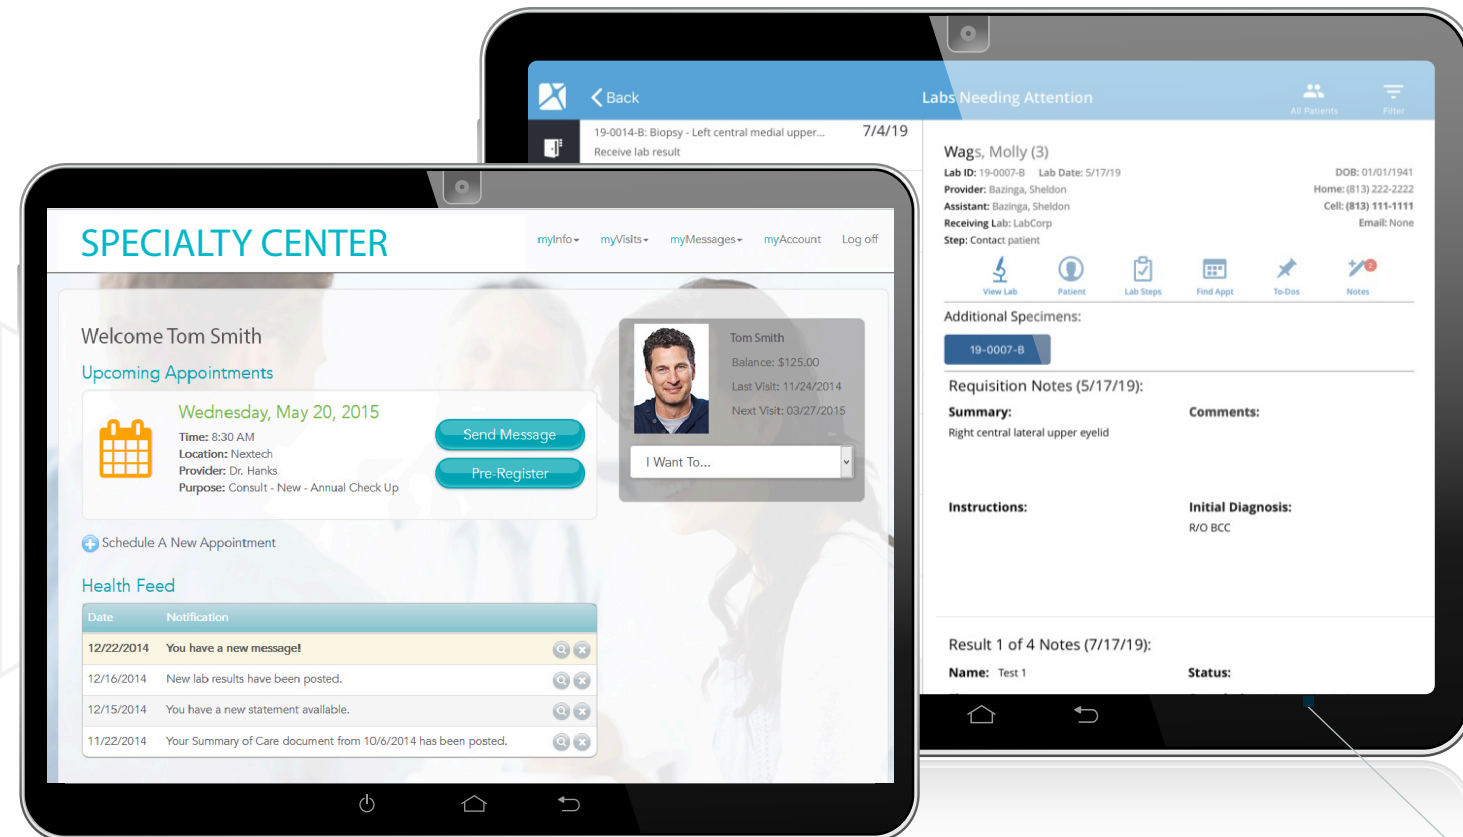 Back
Labs Needing Attention
All Patients
Filter
19-0014-B: Biopsy - Left central medial upper...
7/4/19
Receive lab result
Wags, Molly (3)
Lab ID: 19-0007-B Lab Date: 5/17/19
DOB: 01/01/1941
Provider: Bazinga, Sheldon
Home: (813) 222-2222
Assistant: Bazinga, Sheldon
Cell: (813) 111-1111
Receiving Lab: LabCorp
Email: None
Step: Contact patient
View Lab
Patient
Lab Steps
Find Appt
To-Dos
2
Notes
Additional Specimens:
19-0007-B
Requisition Notes (5/17/19):
Summary:
Comments:
Right central lateral upper eyelid
Instructions:
Initial Diagnosis:
R/O BCC
Result 1 of 4 Notes (7/17/19):
Name: Test 1
Status:
SPECIALTY CENTER
myInfo
myVisits
myMessages
myAccount
Log off
Welcome Tom Smith
Upcoming Appointments
Wednesday, May 20, 2015
Time: 8:30 AM
Location: Nextech
Provider: Dr. Hanks
Purpose: Consult - New - Annual Check Up
Send Message
Pre-Register
Tom Smith
Balance: $125.00
Last Visit: 11/24/2014
Next Visit: 03/27/2015
I Want To...
Schedule A New Appointment
Health Feed
Date
Notification
12/22/2014 You have a new message!
12/16/2014 New lab results have been posted.
12/15/2014 You have a new statement available.
11/22/2014 Your Summary of Care document from 10/6/2014 has been posted.